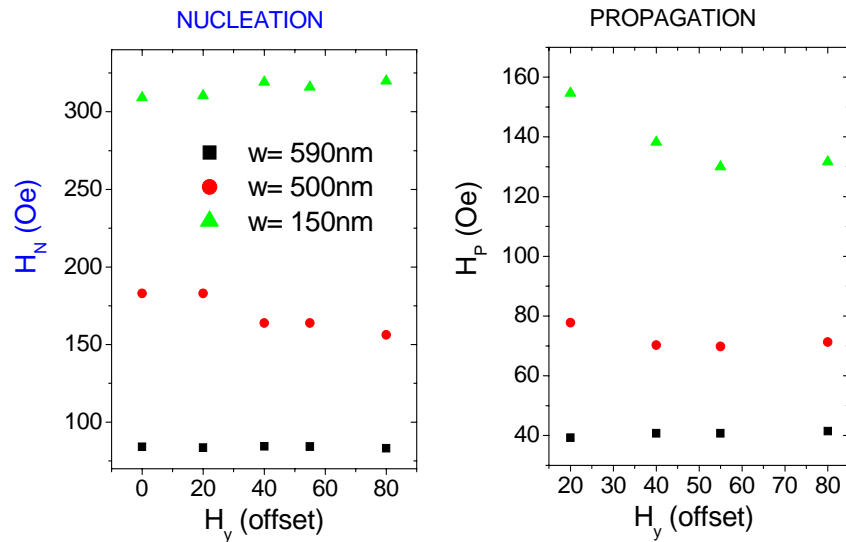 NUCLEATION
H_N (Oe)
300
250
200
150
100
w= 590nm
w= 500nm
w= 150nm
0 20 40 60 80
H_y (offset)
PROPAGATION
H_P (Oe)
160
140
120
100
80
60
40
20 30 40 50 60 70 80
H_y (offset)